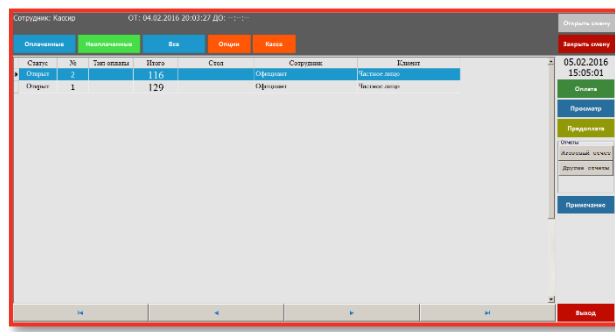 Сотрудник: Кассир ОТ: 04.02.2016 20:03:27 ДО: --:--:--
Открыть смену
Оплаченные Неоплаченные Все Опции Касса Закрыть смену
Статус № Тип оплаты Итого Стол Сотрудник Клиент
Открыт 2 116 Официант Частное лицо
Открыт 1 129 Официант Частное лицо
05.02.2016
15:05:01
Оплата
Просмотр
Предоплата
Отчеты
Другие отчеты
Примечание
Выход